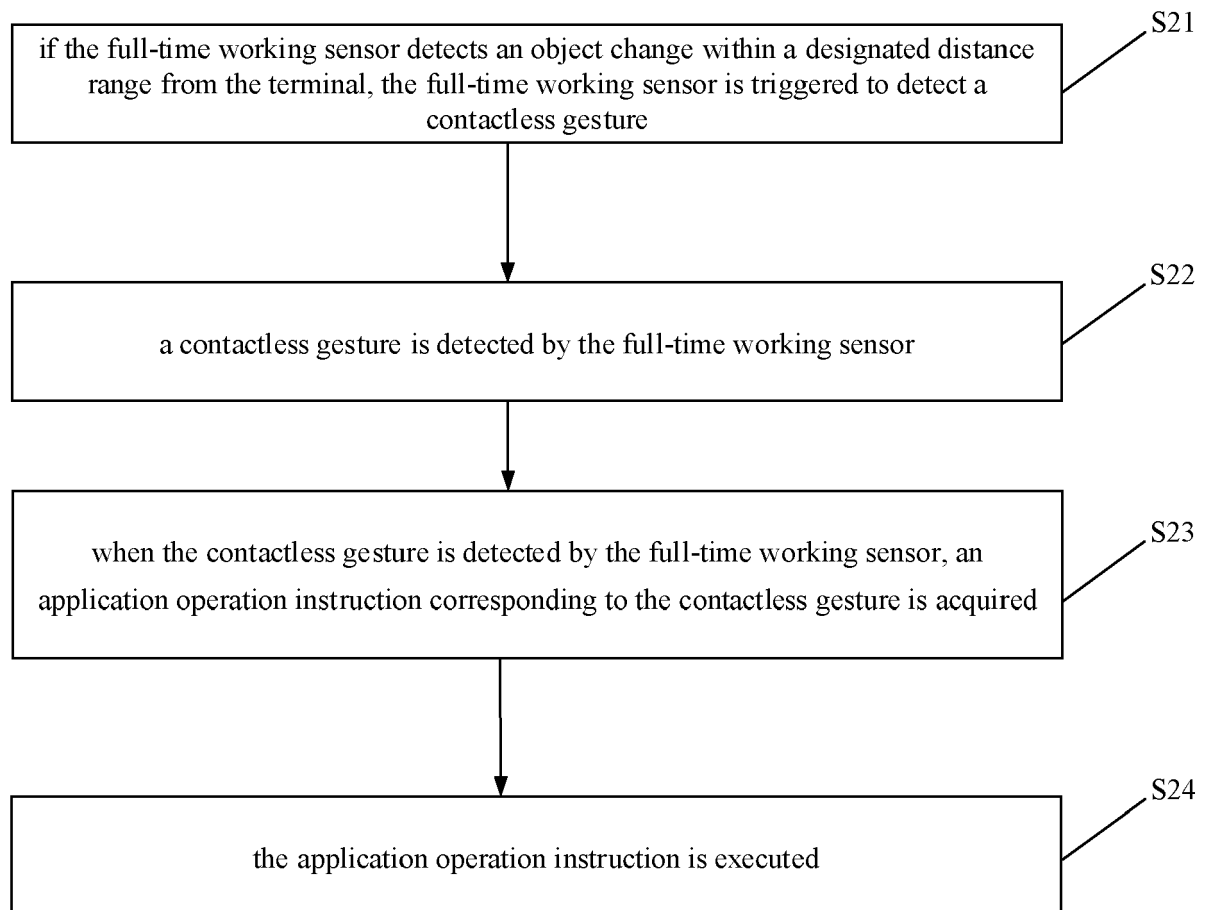 S21
if the full-time working sensor detects an object change within a designated distance
range from the terminal, the full-time working sensor is triggered to detect a
contactless gesture
S22
a contactless gesture is detected by the full-time working sensor
S23
when the contactless gesture is detected by the full-time working sensor, an
application operation instruction corresponding to the contactless gesture is acquired
S24
the application operation instruction is executed